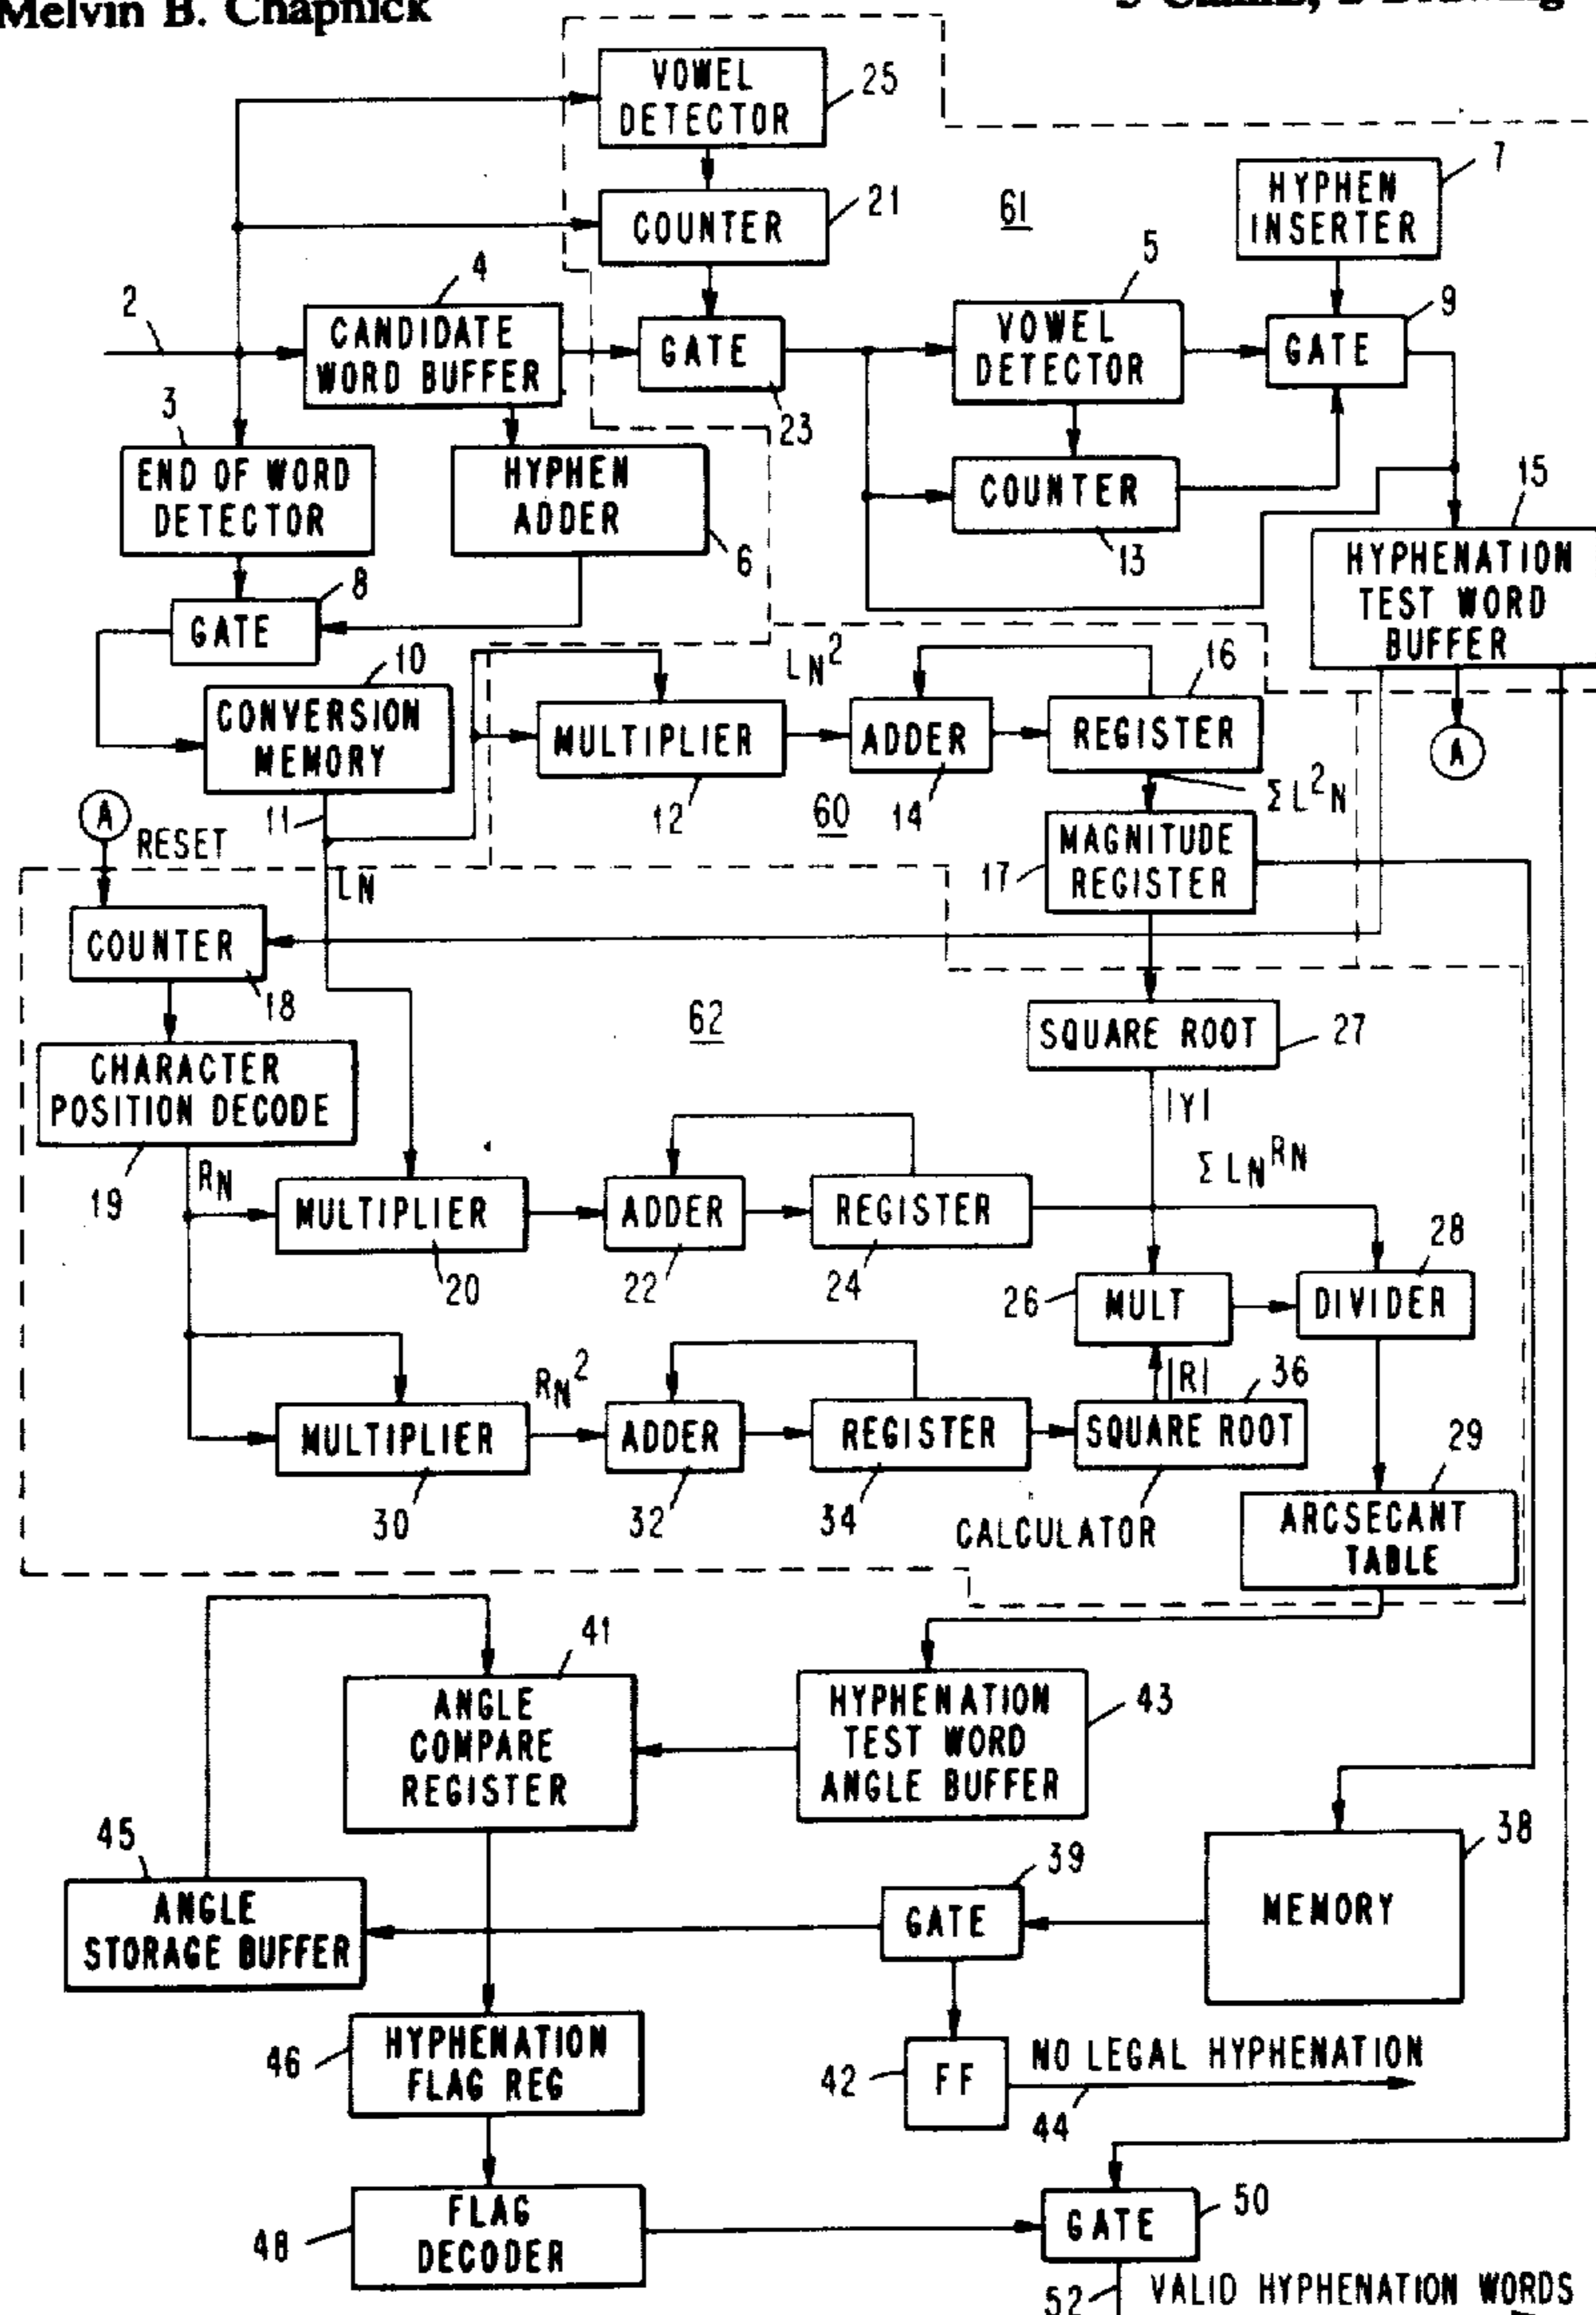 Melvin B. Chapnick
VOWEL
DETECTOR
25
COUNTER
21
61
7
HYPHEN
INSERTER
2
4
CANDIDATE
WORD BUFFER
GATE
23
5
VOWEL
DETECTOR
9
GATE
3
END OF WORD
DETECTOR
HYPHEN
ADDER
6
COUNTER
13
15
HYPHENATION
TEST WORD
BUFFER
8
GATE
10
CONVERSION
MEMORY
11
MULTIPLIER
12
LN²
ADDER
14
16
REGISTER
ΣL²N
A
60
A
RESET
LN
17
MAGNITUDE
REGISTER
COUNTER
18
62
SQUARE ROOT
27
|Y|
CHARACTER
POSITION DECODE
19
RN
MULTIPLIER
20
ADDER
22
REGISTER
24
ΣLN RN
26
MULT
28
DIVIDER
MULTIPLIER
30
RN²
ADDER
32
REGISTER
34
|R|
36
SQUARE ROOT
CALCULATOR
29
ARCSECANT
TABLE
41
ANGLE
COMPARE
REGISTER
HYPHENATION
TEST WORD
ANGLE BUFFER
43
45
ANGLE
STORAGE BUFFER
39
GATE
38
MEMORY
46
HYPHENATION
FLAG REG
42
FF
NO LEGAL HYPHENATION
44
48
FLAG
DECODER
GATE
50
52
VALID HYPHENATION WORDS